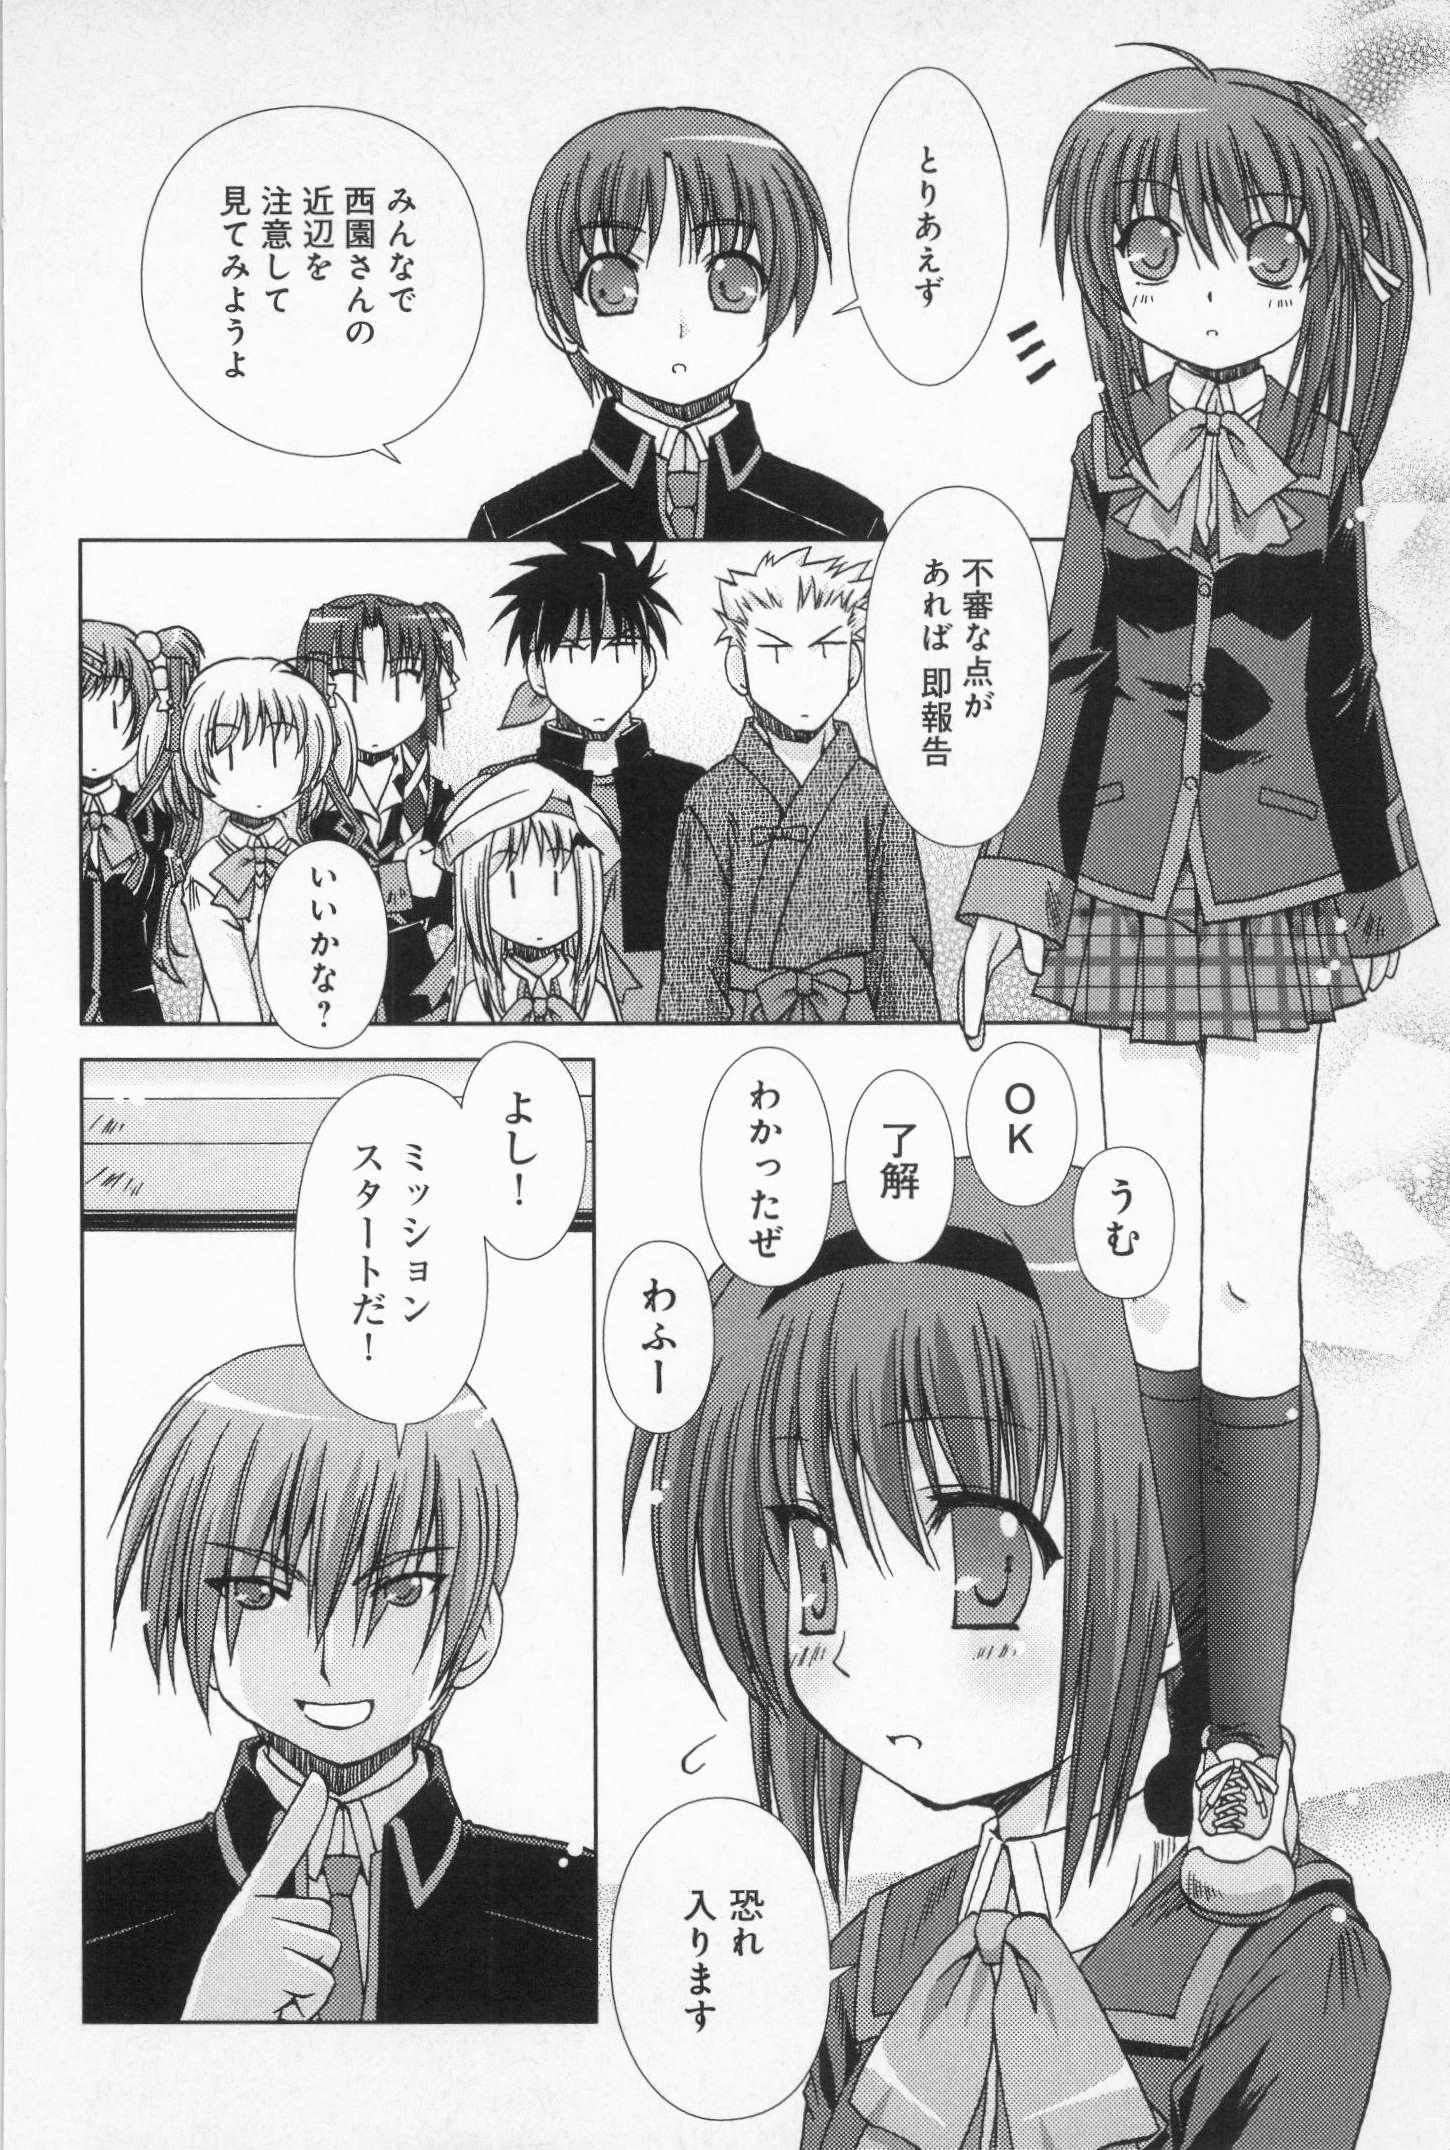 とりあえず
みんなで
西園さんの
近辺を
注意して
見てみようよ
不審な点が
あれば 即報告
いいかな?
うむ
OK
了解
わかったぜ
わふー
恐れ
入ります
よし!
ミッション
スタートだ!